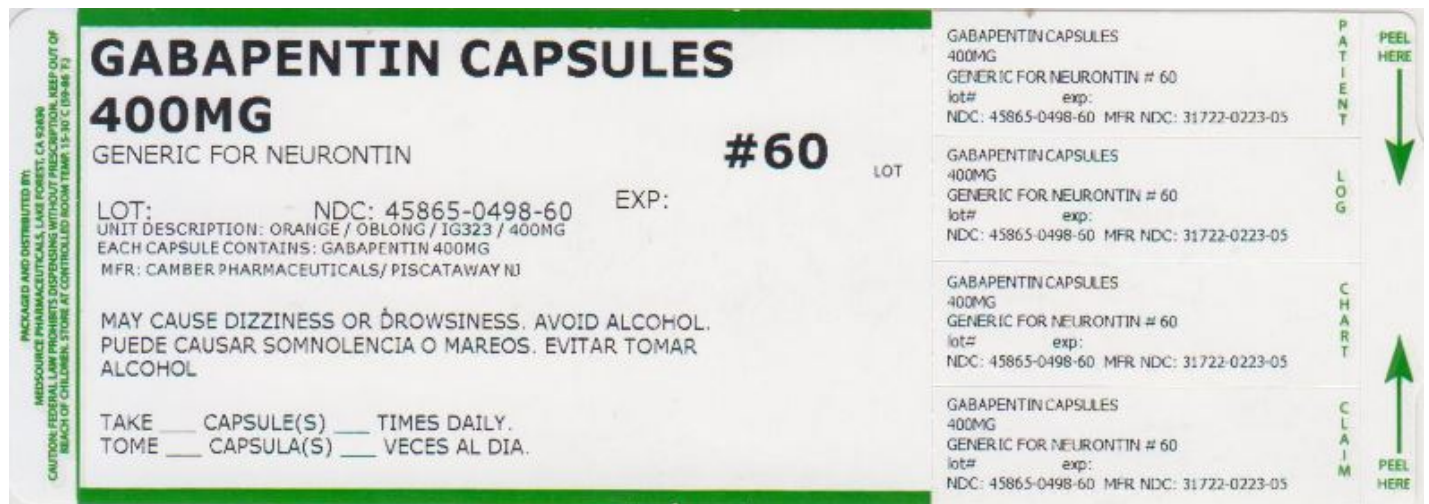 PACKAGED AND DISTRIBUTED BY:
MEDSOURCE PHARMACEUTICALS, LAKE FOREST, CA 92630
CAUTION: FEDERAL LAW PROHIBITS DISPENSING WITHOUT PRESCRIPTION. KEEP OUT OF
REACH OF CHILDREN. STORE AT CONTROLLED ROOM TEMP. 15-30°C (59-86°F.)
GABAPENTIN CAPSULES
400MG
GENERIC FOR NEURONTIN
#60
LOT
LOT: NDC: 45865-0498-60 EXP:
UNIT DESCRIPTION: ORANGE / OBLONG / IG323 / 400MG
EACH CAPSULE CONTAINS: GABAPENTIN 400MG
MFR: CAMBER PHARMACEUTICALS/ PISCATAWAY NJ
MAY CAUSE DIZZINESS OR DROWSINESS. AVOID ALCOHOL.
PUEDE CAUSAR SOMNOLENCIA O MAREOS. EVITAR TOMAR
ALCOHOL
TAKE ___ CAPSULE(S) ___ TIMES DAILY.
TOME ___ CAPSULA(S) ___ VECES AL DIA.
GABAPENTIN CAPSULES
400MG
GENERIC FOR NEURONTIN # 60
lot# exp:
NDC: 45865-0498-60 MFR NDC: 31722-0223-05
PATIENT
GABAPENTIN CAPSULES
400MG
GENERIC FOR NEURONTIN # 60
lot# exp:
NDC: 45865-0498-60 MFR NDC: 31722-0223-05
LOG
GABAPENTIN CAPSULES
400MG
GENERIC FOR NEURONTIN # 60
lot# exp:
NDC: 45865-0498-60 MFR NDC: 31722-0223-05
CHART
GABAPENTIN CAPSULES
400MG
GENERIC FOR NEURONTIN # 60
lot# exp:
NDC: 45865-0498-60 MFR NDC: 31722-0223-05
CLAIM
PEEL
HERE
PEEL
HERE